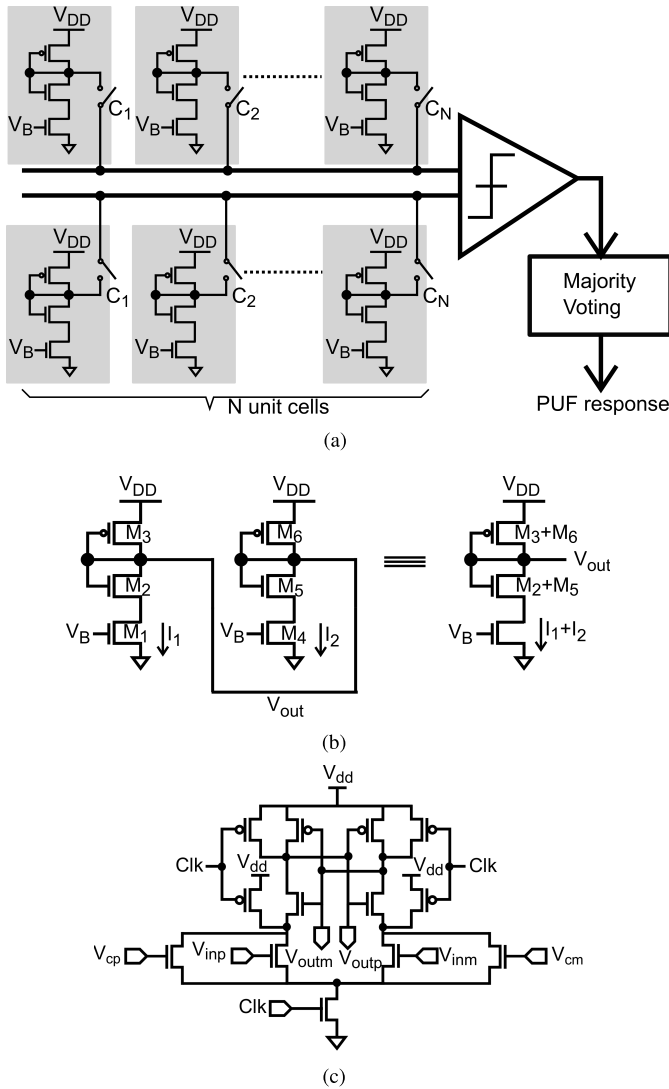 VDD VDD VDD
C1 C2 CN
VB VB VB
VDD VDD VDD
C1 C2 CN
VB VB VB
Majority
Voting
N unit cells
PUF response
(a)
VDD VDD VDD
M3 M6 M3+M6
Vout
M2 M5 M2+M5
VB M1 I1 VB M4 I2 VB I1+I2
Vout
(b)
Vdd
Clk Vdd Vdd Clk
Vcp Vinp Voutm Voutp Vinm Vcm
Clk
(c)